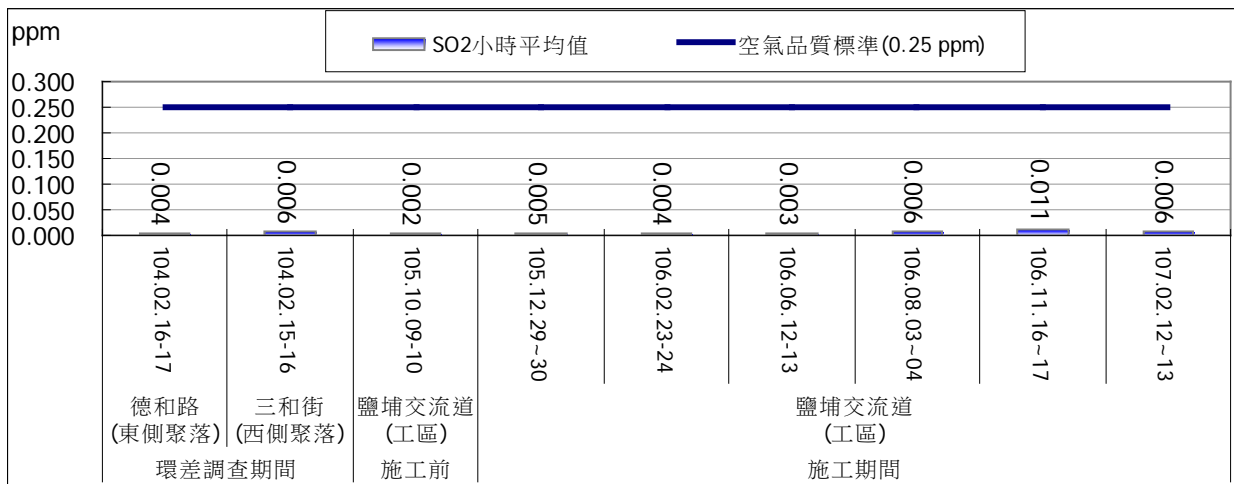 ppm
SO2小時平均值
空氣品質標準(0.25 ppm)
0.300
0.250
0.200
0.150
0.100
0.050
0.000
0.004
0.006
0.002
0.005
0.004
0.003
0.006
0.011
0.006
104.02.16-17
104.02.15-16
105.10.09-10
105.12.29~30
106.02.23-24
106.06.12-13
106.08.03~04
106.11.16~17
107.02.12~13
德和路
(東側聚落)
三和街
(西側聚落)
鹽埔交流道
(工區)
鹽埔交流道
(工區)
環差調查期間
施工前
施工期間